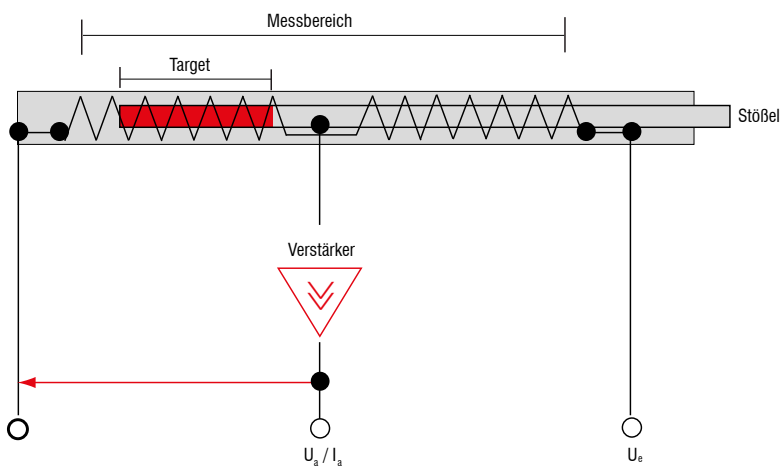 Messbereich
Target
Stößel
Verstärker
Uₐ / Iₐ
Uₑ